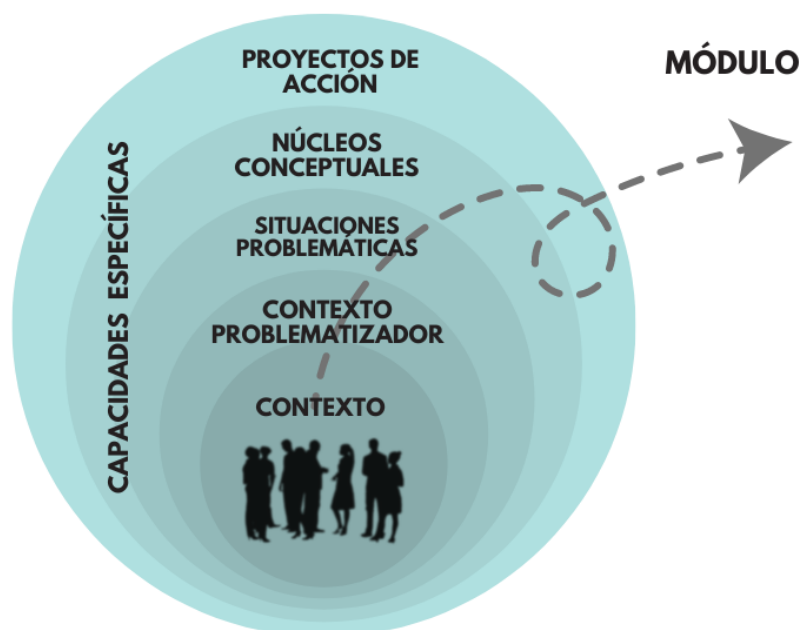 PROYECTOS DE
ACCIÓN
MÓDULO
NÚCLEOS
CONCEPTUALES
CAPACIDADES ESPECÍFICAS
SITUACIONES
PROBLEMÁTICAS
CONTEXTO
PROBLEMATIZADOR
CONTEXTO